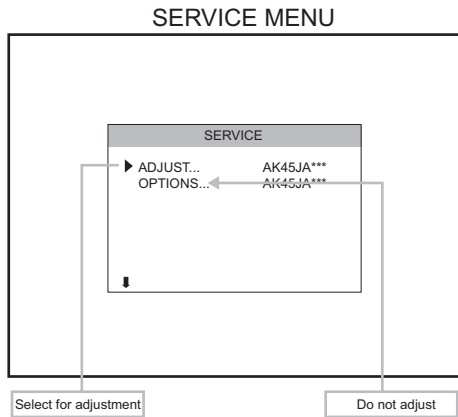 SERVICE MENU
SERVICE
ADJUST... AK45JA***
OPTIONS... AK45JA***
Select for adjustment Do not adjust